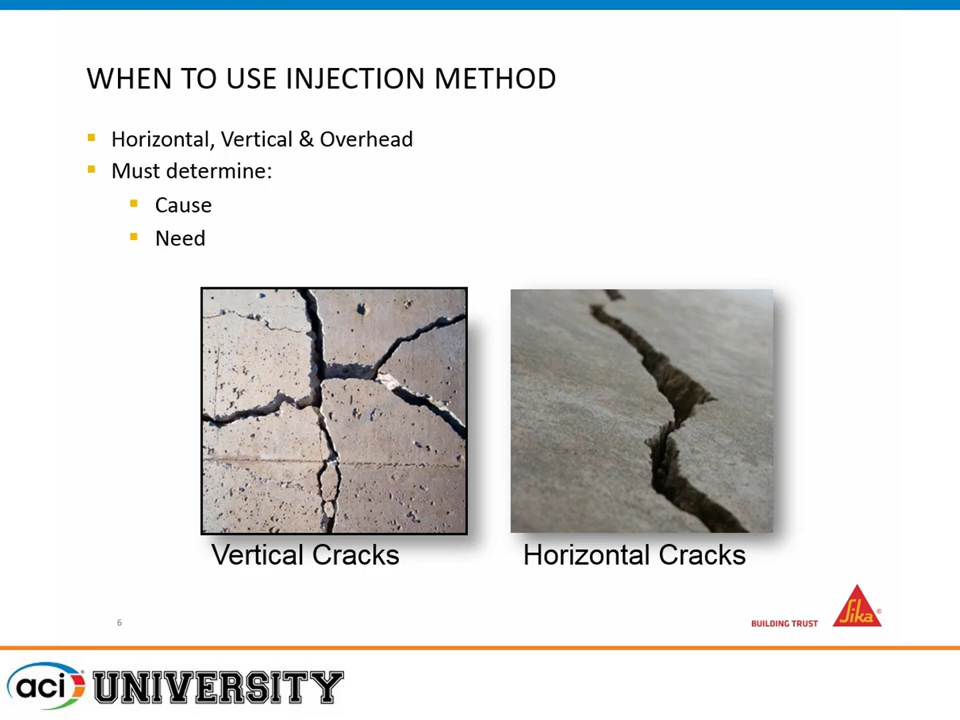 WHEN TO USE INJECTION METHOD
Horizontal, Vertical & Overhead
Must determine:
Cause
Need
Vertical Cracks
Horizontal Cracks
6
BUILDING TRUST
Sika®
aci UNIVERSITY